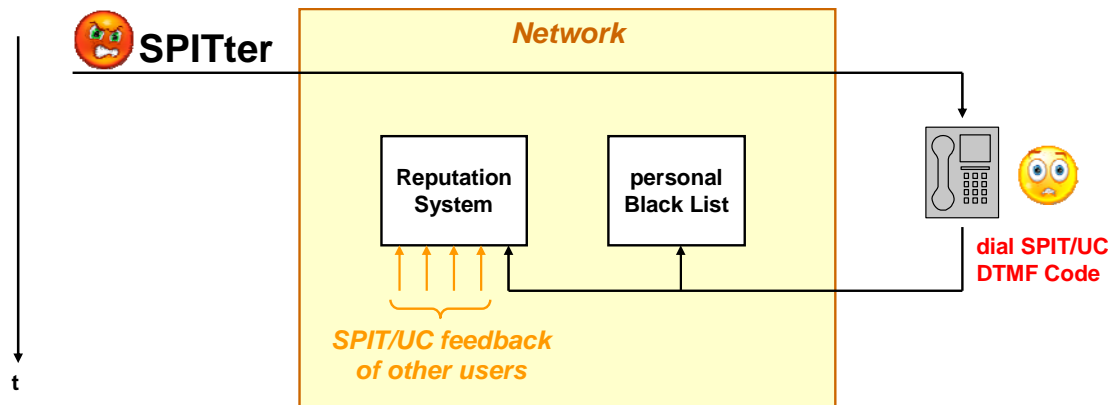 Network
SPITter
Reputation
System
personal
Black List
dial SPIT/UC
DTMF Code
SPIT/UC feedback
of other users
t